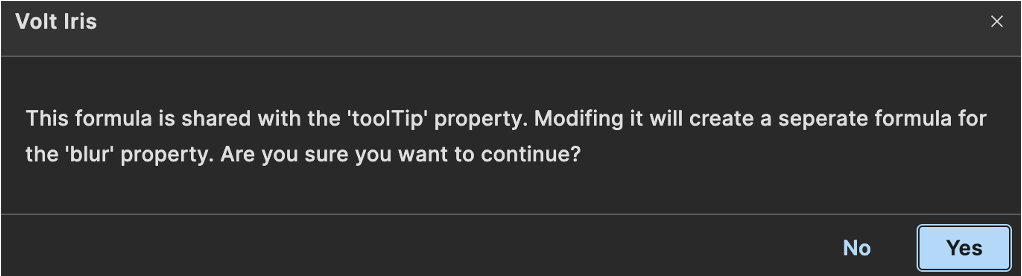 Volt Iris
This formula is shared with the 'toolTip' property. Modifing it will create a seperate formula for
the 'blur' property. Are you sure you want to continue?
No
Yes